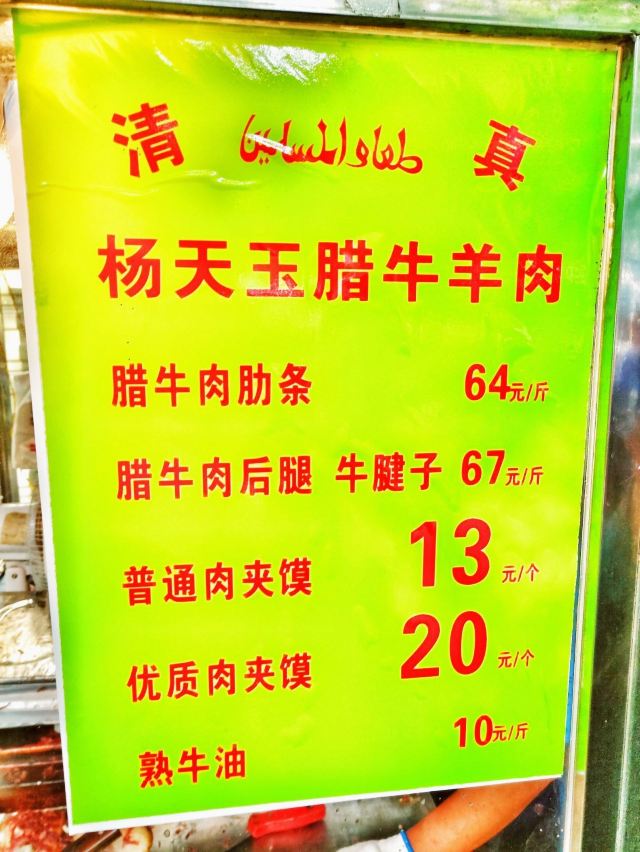 清 طعام المسلمين 真
杨天玉腊牛羊肉
腊牛肉肋条 64元/斤
腊牛肉后腿 牛腱子 67元/斤
普通肉夹馍 13元/个
优质肉夹馍 20元/个
熟牛油 10元/斤